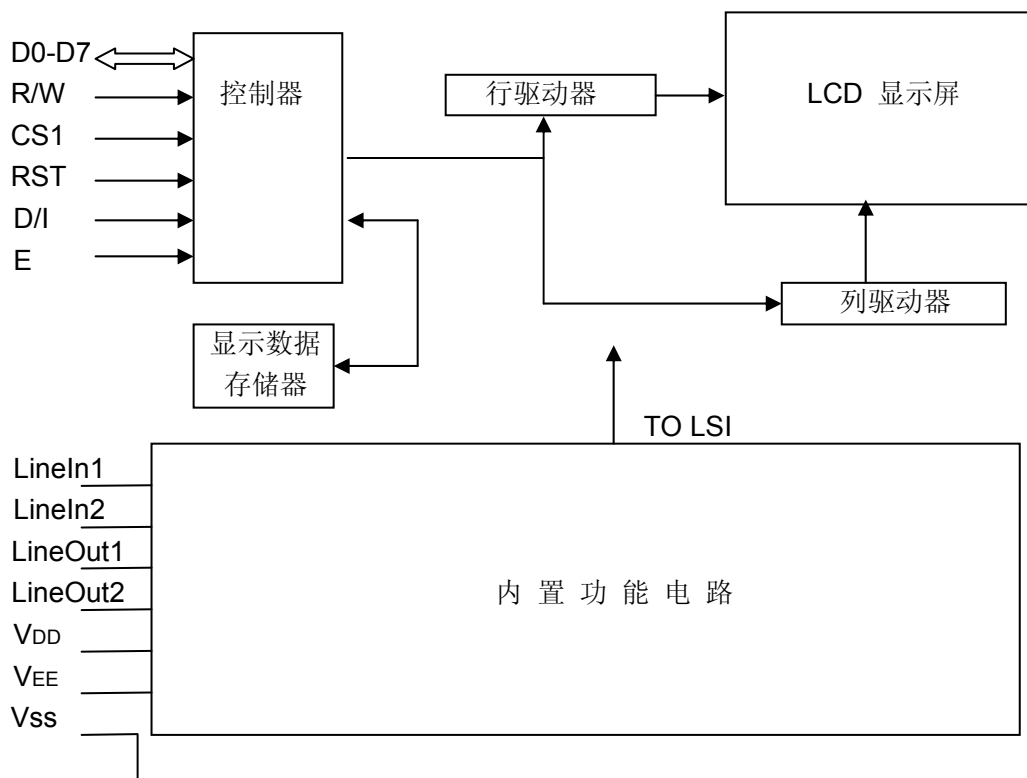 D0-D7
R/W
CS1
RST
D/I
E
控制器
行驱动器
LCD 显示屏
列驱动器
显示数据
存储器
TO LSI
LineIn1
LineIn2
LineOut1
LineOut2
VDD
VEE
Vss
内 置 功 能 电 路